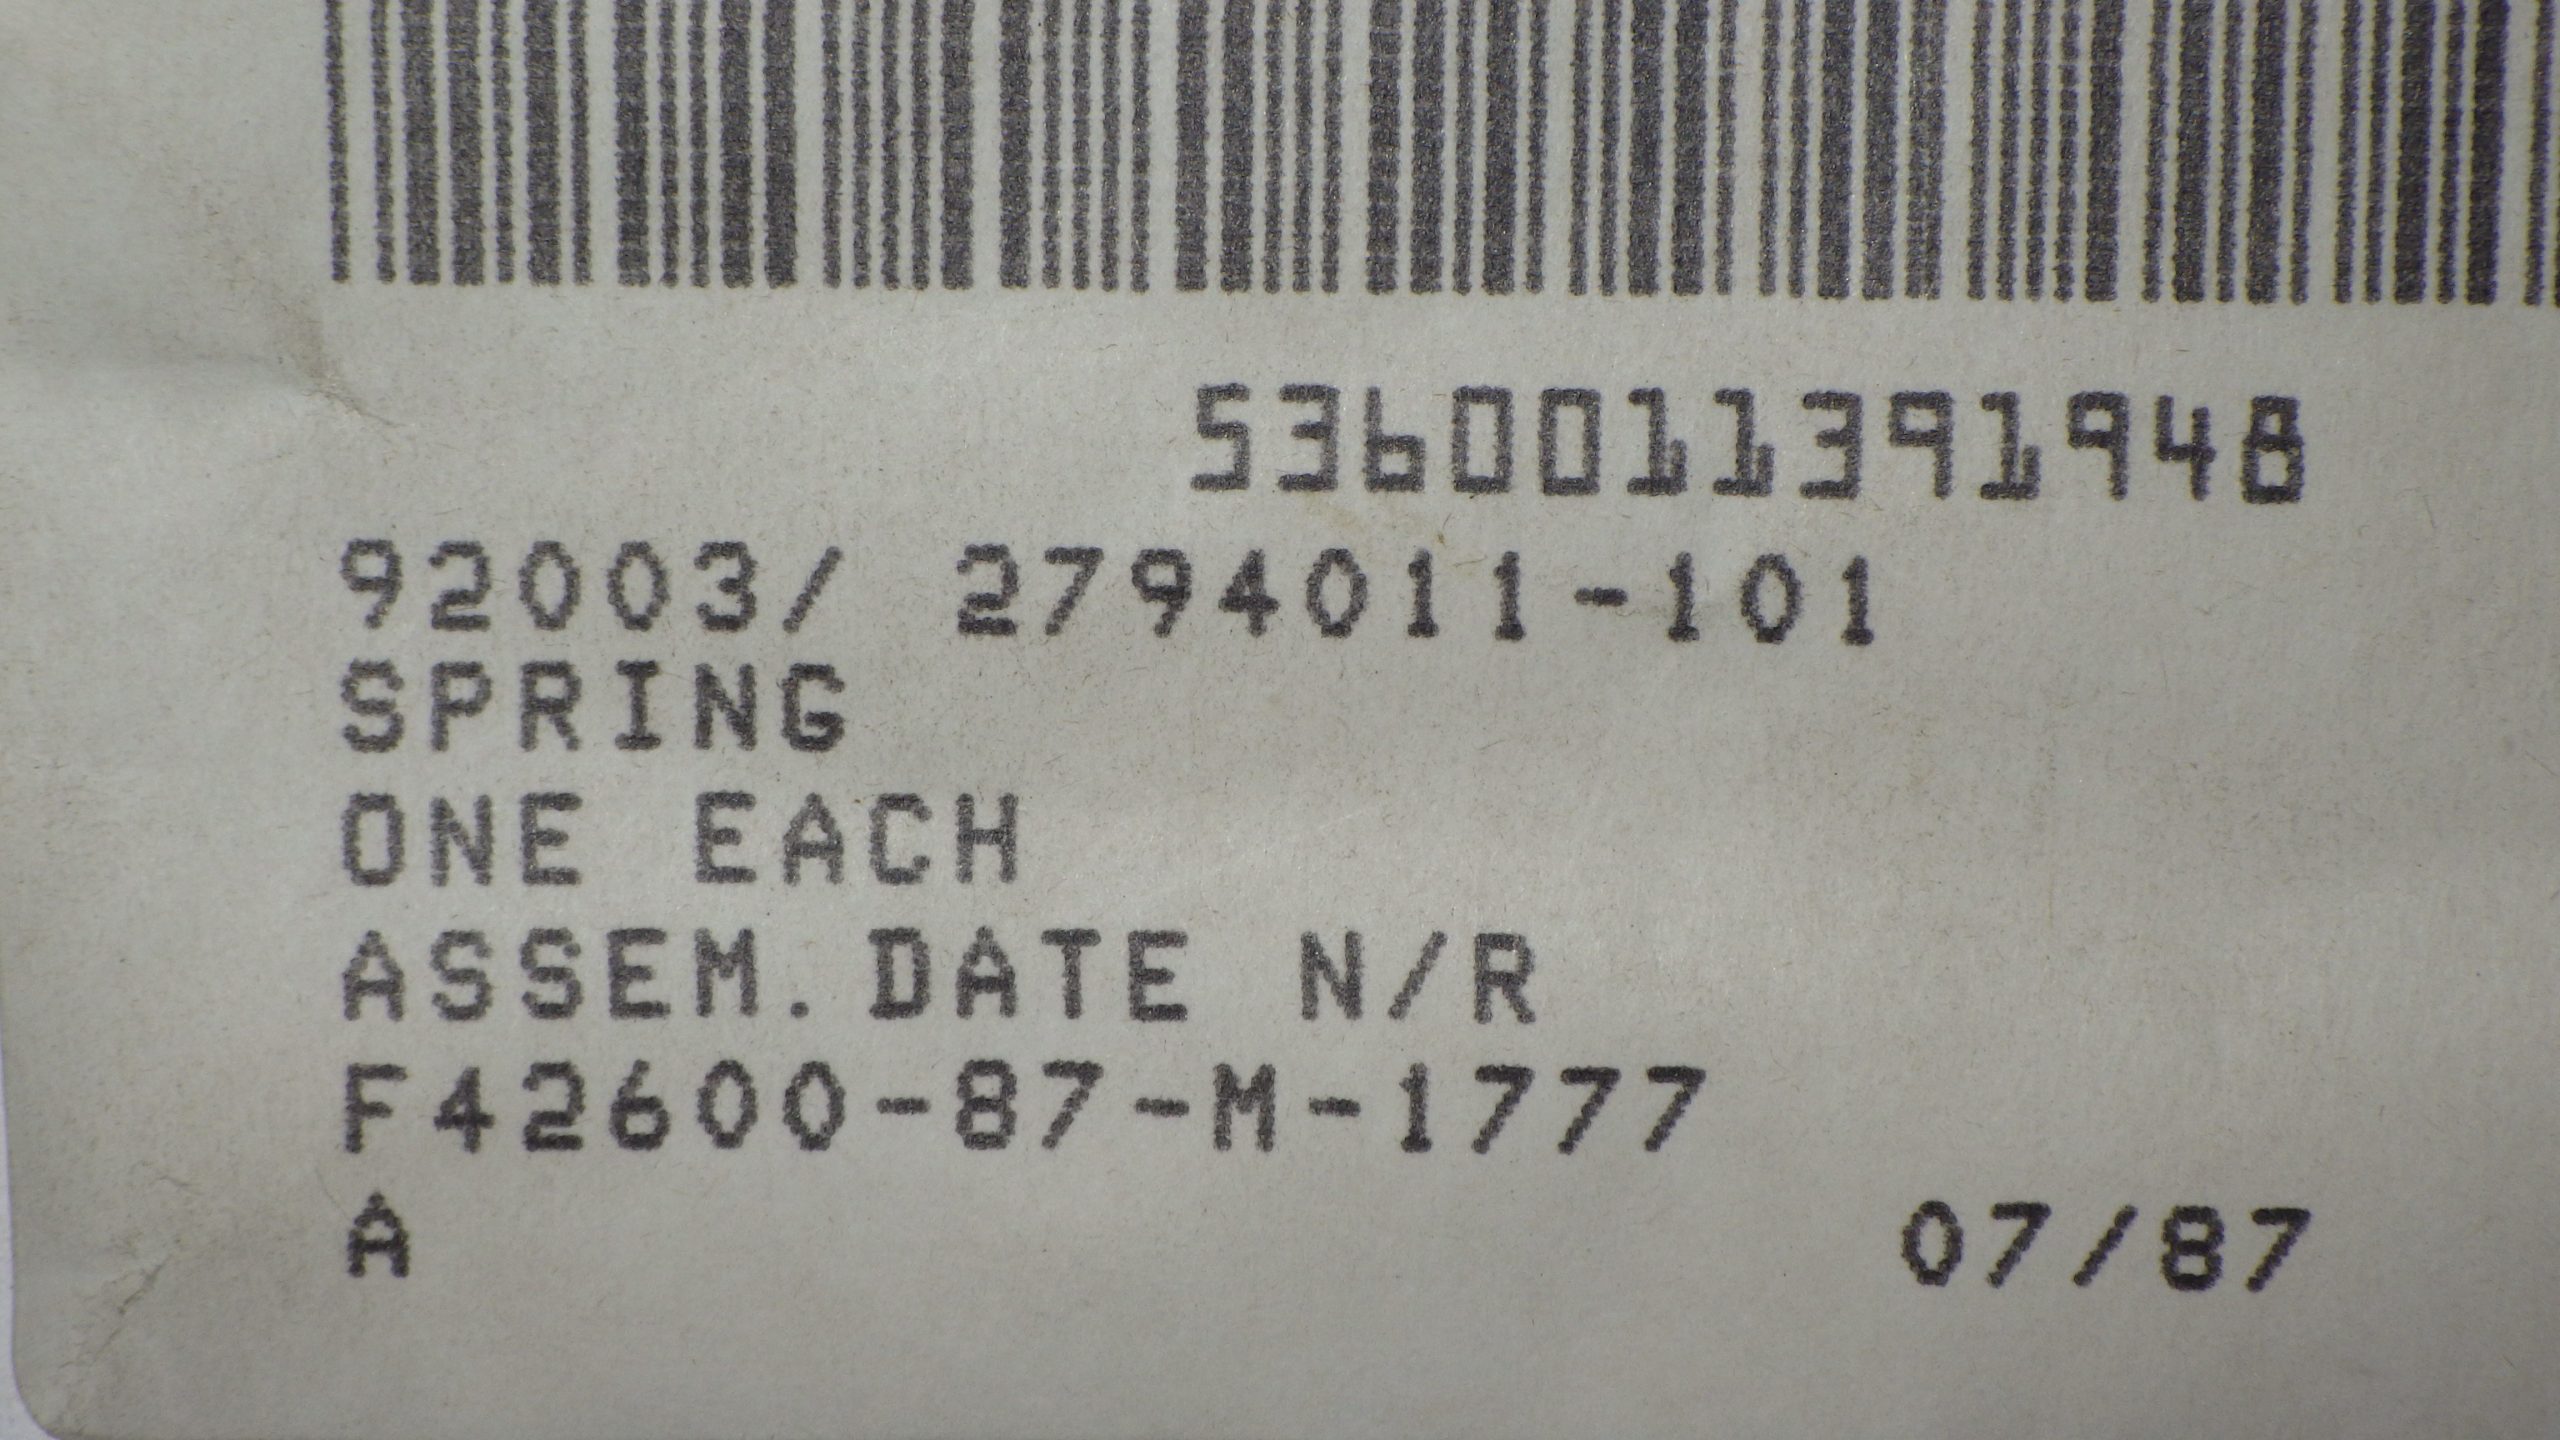 5360011391948
92003/ 2794011-101
SPRING
ONE EACH
ASSEM.DATE N/R
F42600-87-M-1777
A 07/87